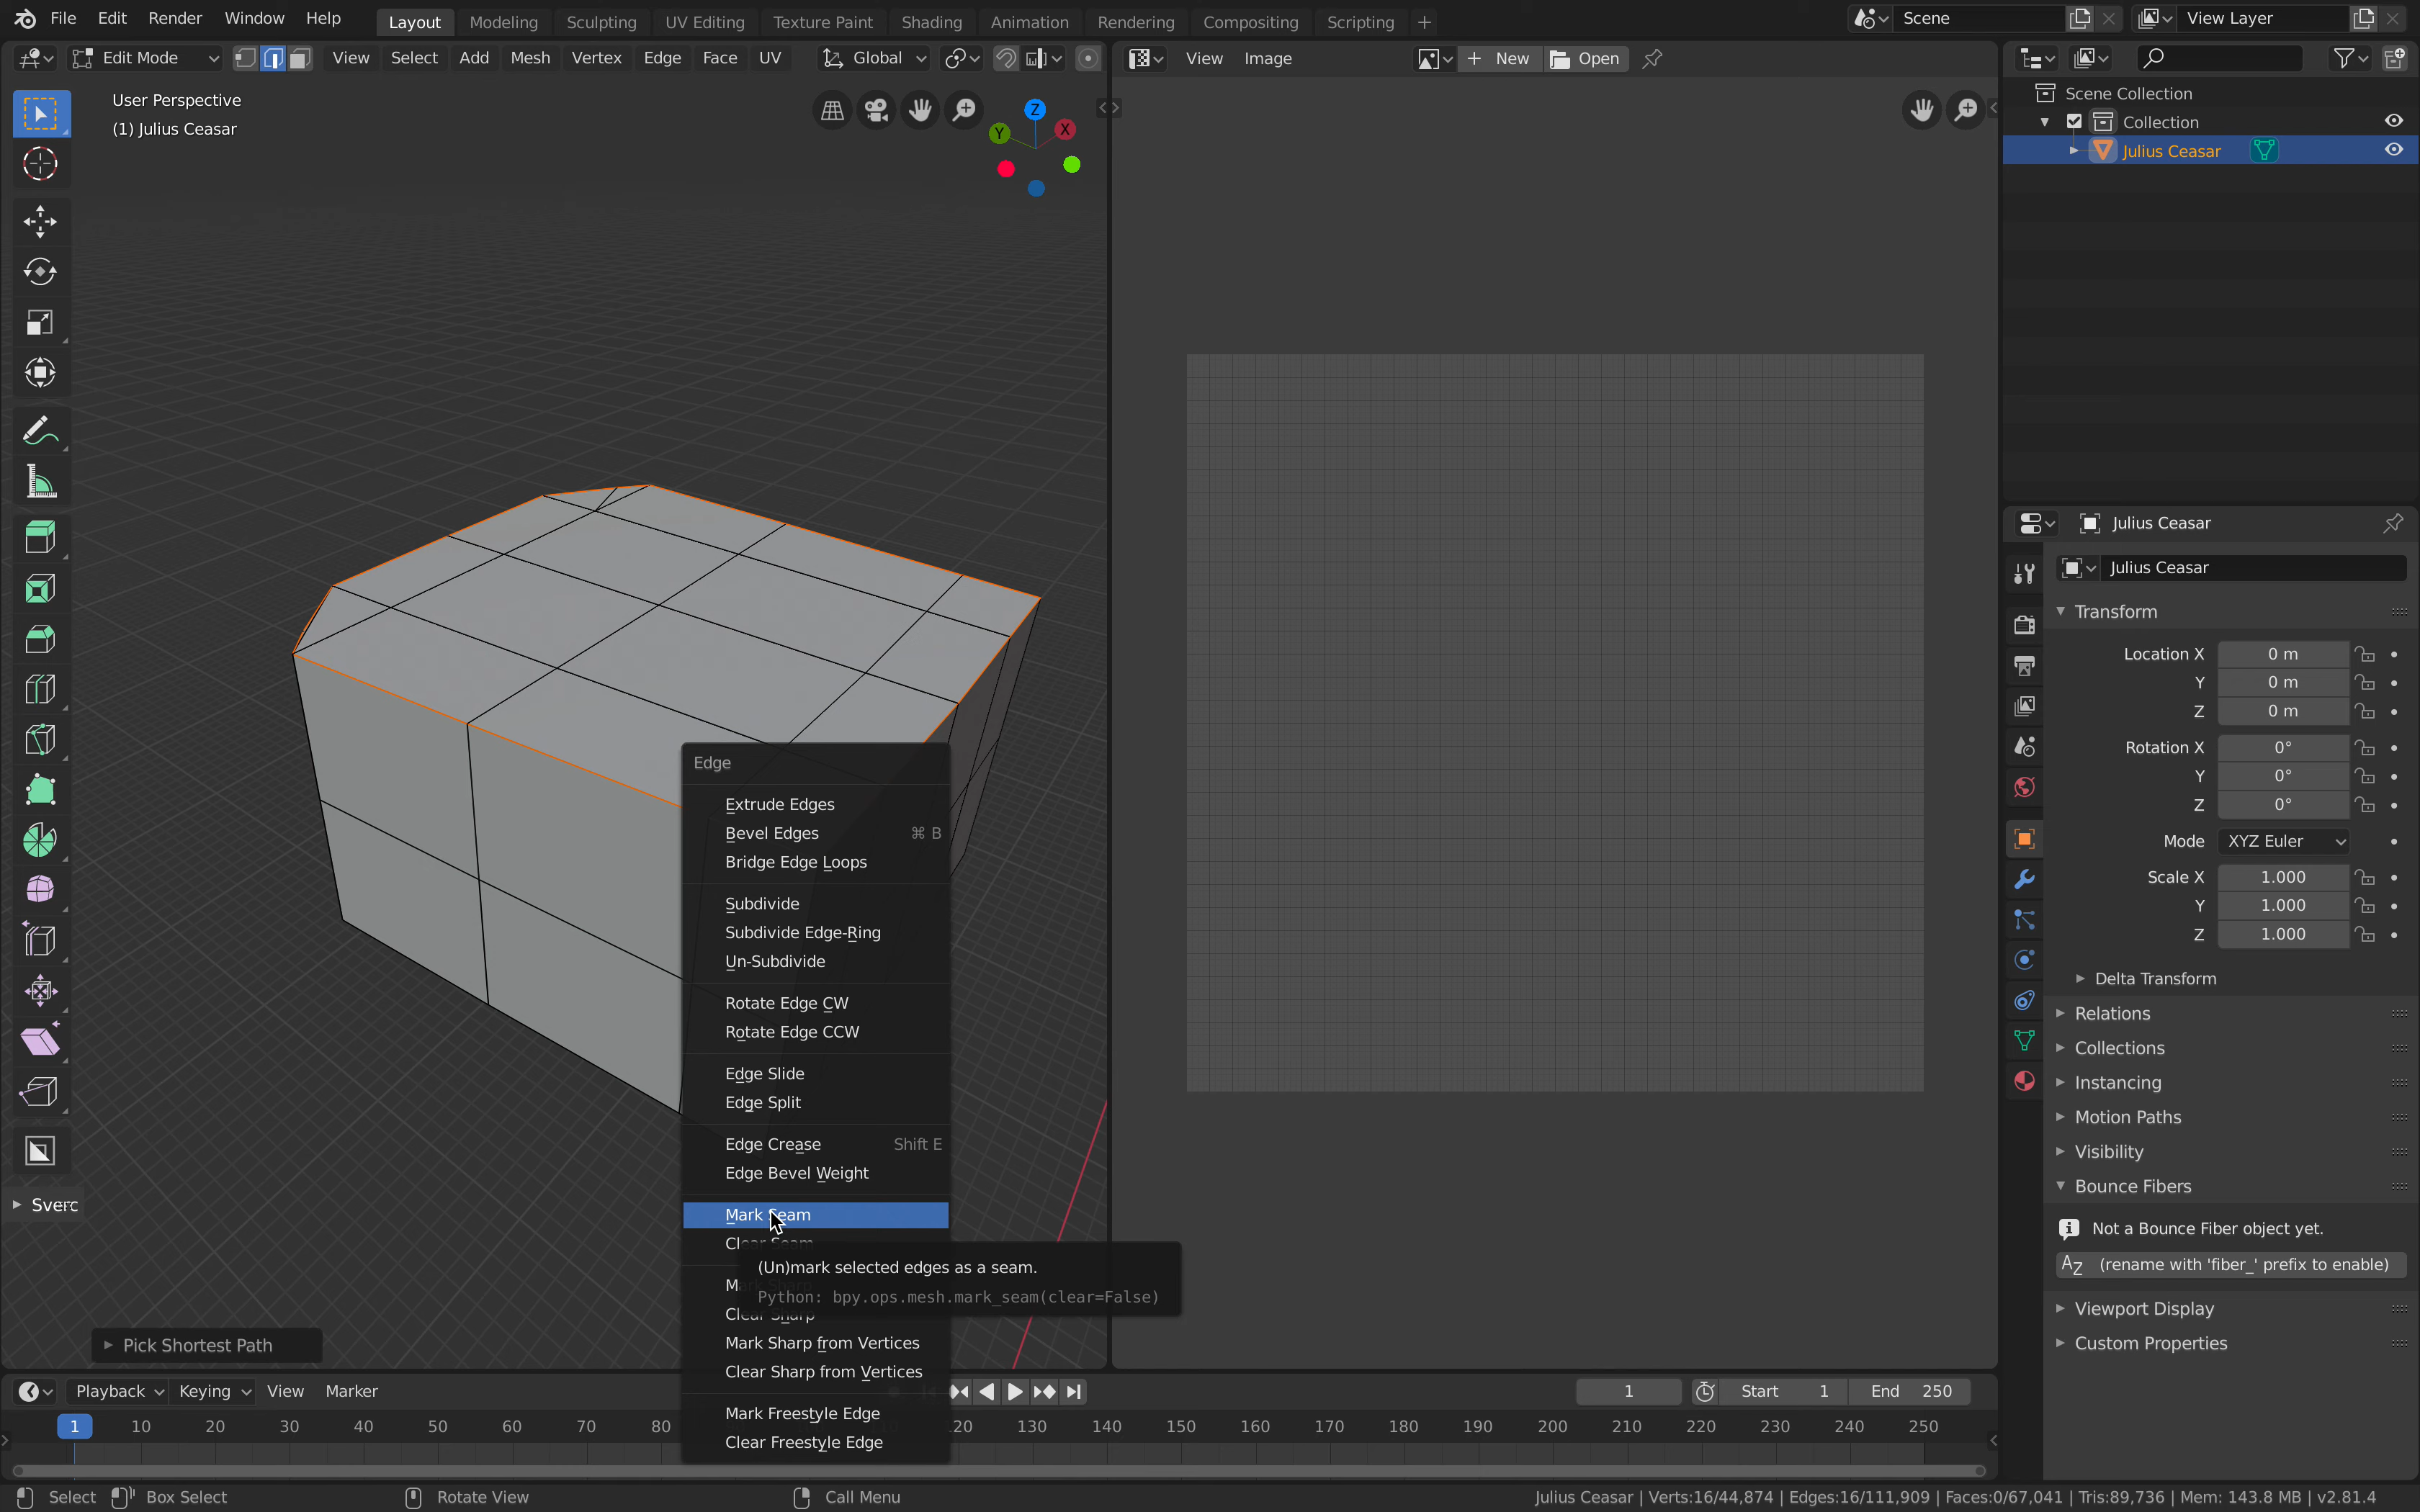 File Edit Render Window Help Layout Modeling Sculpting UV Editing Texture Paint Shading Animation Rendering Compositing Scripting + Scene View Layer
Edit Mode View Select Add Mesh Vertex Edge Face UV Global
View Image + New Open
User Perspective
(1) Julius Ceasar
Z
Y X
Edge
Extrude Edges
Bevel Edges ⌘ B
Bridge Edge Loops
Subdivide
Subdivide Edge-Ring
Un-Subdivide
Rotate Edge CW
Rotate Edge CCW
Edge Slide
Edge Split
Edge Crease Shift E
Edge Bevel Weight
Mark Seam
Clear Seam
(Un)mark selected edges as a seam.
Python: bpy.ops.mesh.mark_seam(clear=False)
Mark Sharp
Clear Sharp
Mark Sharp from Vertices
Clear Sharp from Vertices
Mark Freestyle Edge
Clear Freestyle Edge
Pick Shortest Path
Scene Collection
Collection
Julius Ceasar
Julius Ceasar
Julius Ceasar
Transform
Location X 0 m
Y 0 m
Z 0 m
Rotation X 0°
Y 0°
Z 0°
Mode XYZ Euler
Scale X 1.000
Y 1.000
Z 1.000
Delta Transform
Relations
Collections
Instancing
Motion Paths
Visibility
Bounce Fibers
Not a Bounce Fiber object yet.
AZ (rename with 'fiber_' prefix to enable)
Viewport Display
Custom Properties
Playback Keying View Marker 1 Start 1 End 250
1 10 20 30 40 50 60 70 80 120 130 140 150 160 170 180 190 200 210 220 230 240 250
Select Box Select Rotate View Call Menu Julius Ceasar | Verts:16/44,874 | Edges:16/111,909 | Faces:0/67,041 | Tris:89,736 | Mem: 143.8 MB | v2.81.4